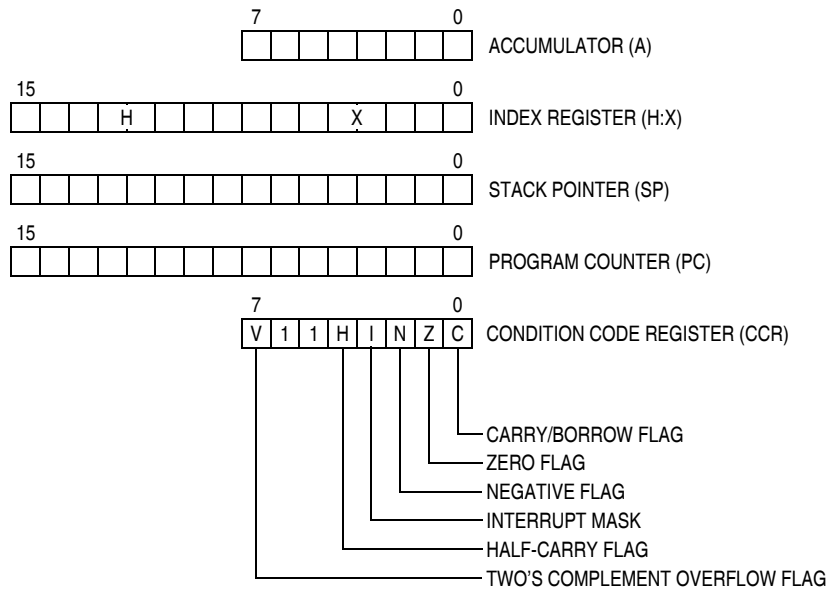 7 0
ACCUMULATOR (A)
15 0
H X INDEX REGISTER (H:X)
15 0
STACK POINTER (SP)
15 0
PROGRAM COUNTER (PC)
7 0
V 1 1 H I N Z C CONDITION CODE REGISTER (CCR)
CARRY/BORROW FLAG
ZERO FLAG
NEGATIVE FLAG
INTERRUPT MASK
HALF-CARRY FLAG
TWO'S COMPLEMENT OVERFLOW FLAG